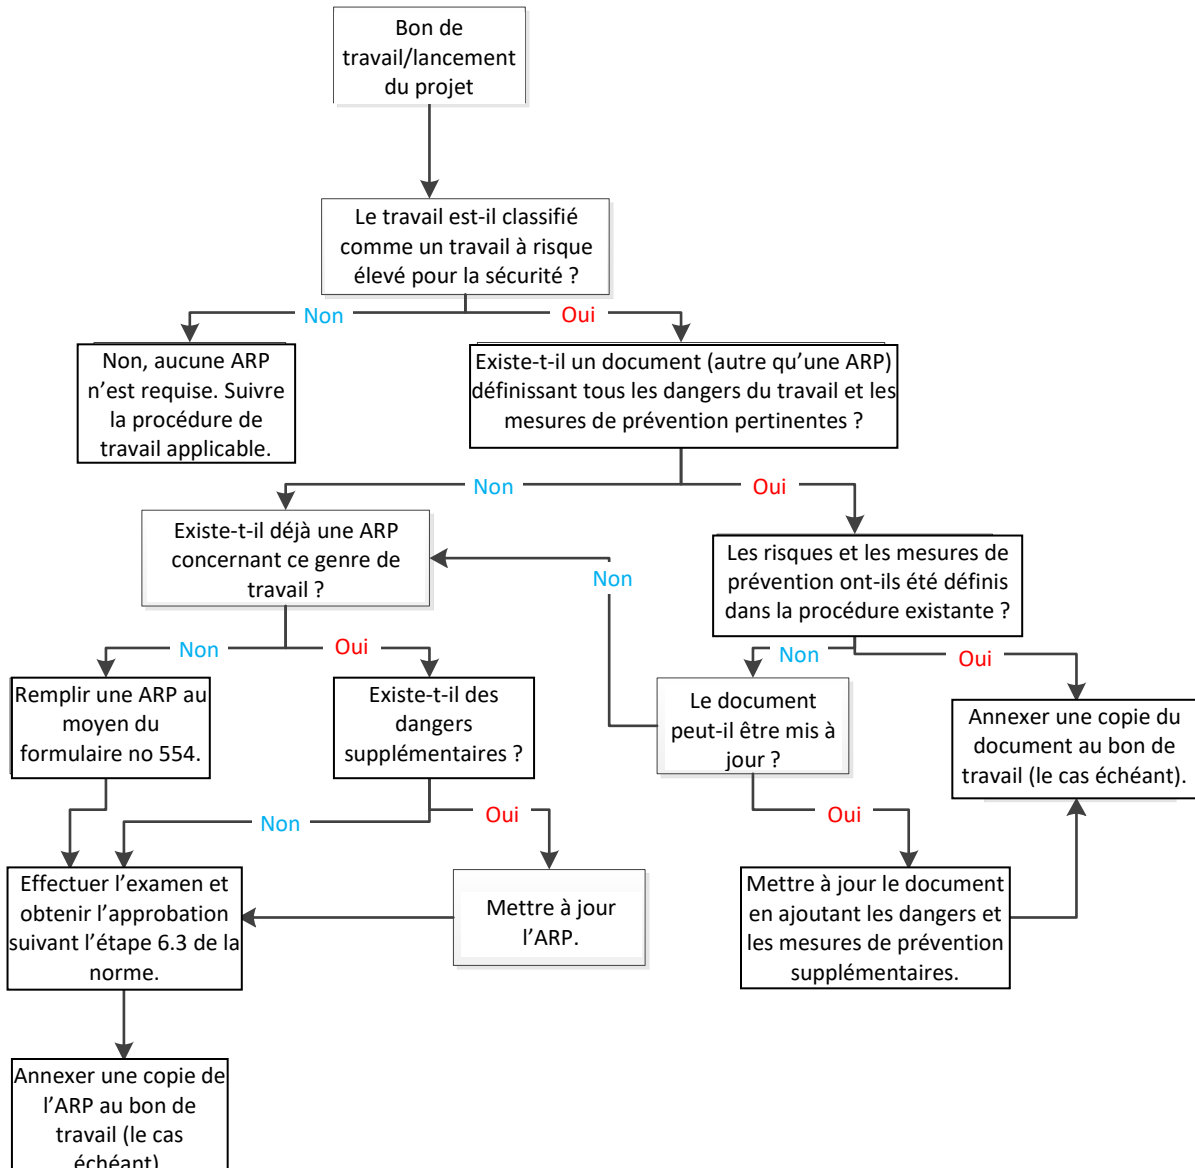 Bon de
travail/lancement
du projet
Le travail est-il classifié
comme un travail à risque
élevé pour la sécurité ?
Non
Oui
Non, aucune ARP
n’est requise. Suivre
la procédure de
travail applicable.
Existe-t-il un document (autre qu’une ARP)
définissant tous les dangers du travail et les
mesures de prévention pertinentes ?
Non
Oui
Existe-t-il déjà une ARP
concernant ce genre de
travail ?
Les risques et les mesures de
prévention ont-ils été définis
dans la procédure existante ?
Non
Non
Oui
Non
Oui
Remplir une ARP au
moyen du
formulaire no 554.
Existe-t-il des
dangers
supplémentaires ?
Le document
peut-il être mis à
jour ?
Annexer une copie du
document au bon de
travail (le cas échéant).
Non
Oui
Oui
Effectuer l’examen et
obtenir l’approbation
suivant l’étape 6.3 de la
norme.
Mettre à jour
l’ARP.
Mettre à jour le document
en ajoutant les dangers et
les mesures de prévention
supplémentaires.
Annexer une copie de
l’ARP au bon de
travail (le cas
échéant)